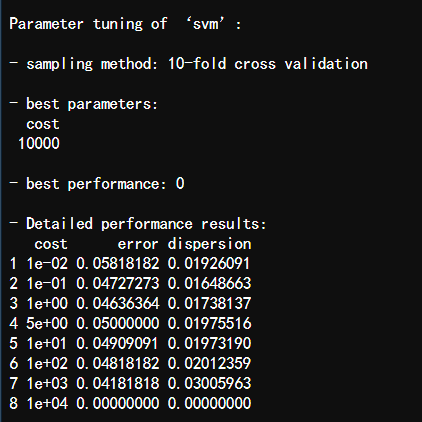 Parameter tuning of ‘svm’:
- sampling method: 10-fold cross validation
- best parameters:
cost
10000
- best performance: 0
- Detailed performance results:
cost error dispersion
1 1e-02 0.05818182 0.01926091
2 1e-01 0.04727273 0.01648663
3 1e+00 0.04636364 0.01738137
4 5e+00 0.05000000 0.01975516
5 1e+01 0.04909091 0.01973190
6 1e+02 0.04818182 0.02012359
7 1e+03 0.04181818 0.03005963
8 1e+04 0.00000000 0.00000000